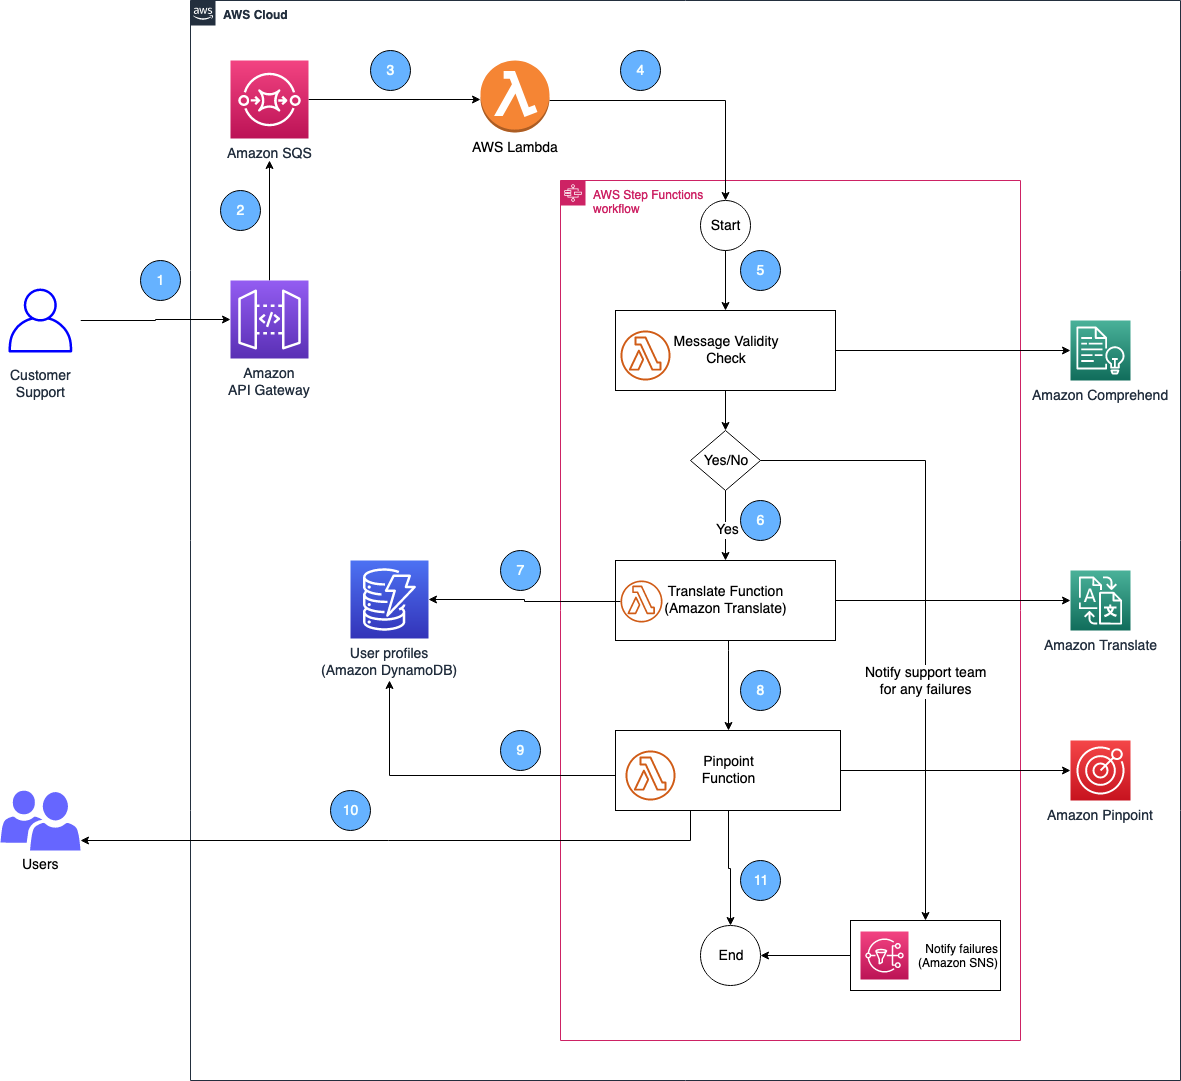 aws
AWS Cloud
3
4
Amazon SQS
AWS Lambda
2
AWS Step Functions
workflow
Start
1
5
Customer
Support
Amazon
API Gateway
</>
Message Validity
Check
Amazon Comprehend
Yes/No
Yes
6
7
Translate Function
(Amazon Translate)
A
文
Amazon Translate
User profiles
(Amazon DynamoDB)
8
Notify support team
for any failures
9
Pinpoint
Function
Amazon Pinpoint
10
Users
11
End
Notify failures
(Amazon SNS)